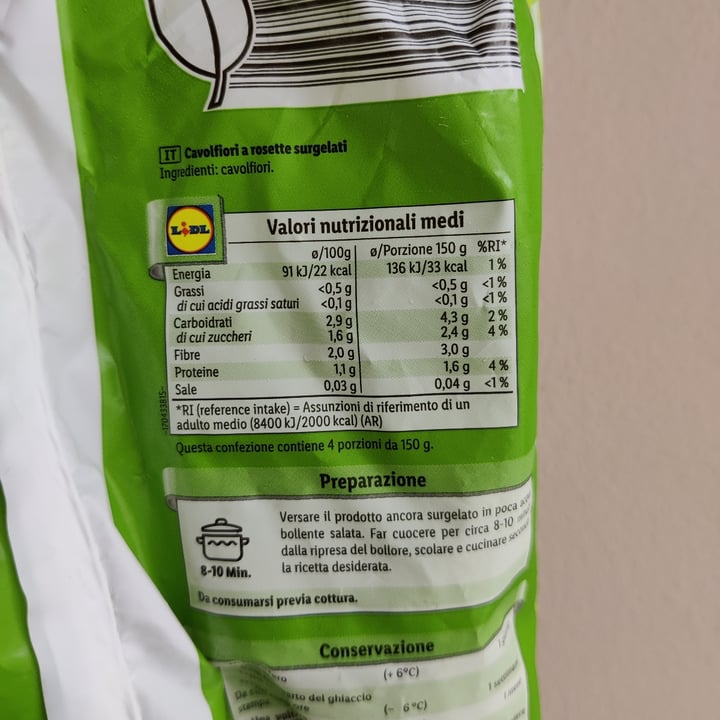 IT Cavolfiori a rosette surgelati
Ingredienti: cavolfiori.
LIDL
Valori nutrizionali medi
ø/100g ø/Porzione 150 g %RI*
Energia 91 kJ/22 kcal 136 kJ/33 kcal 1%
Grassi <0,5 g <0,5 g <1%
di cui acidi grassi saturi <0,1 g <0,1 g <1%
Carboidrati 2,9 g 4,3 g 2%
di cui zuccheri 1,6 g 2,4 g 4%
Fibre 2,0 g 3,0 g
Proteine 1,1 g 1,6 g 4%
Sale 0,03 g 0,04 g <1%
*RI (reference intake) = Assunzioni di riferimento di un
adulto medio (8400 kJ/2000 kcal) (AR)
-170433815-
Questa confezione contiene 4 porzioni da 150 g.
Preparazione
Versare il prodotto ancora surgelato in poca
bollente salata. Far cuocere per circa 8-10
dalla ripresa del bollore, scolare e cucinare
la ricetta desiderata.
8-10 Min.
Da consumarsi previa cottura.
Conservazione
(+ 6°C)
del ghiaccio
(- 6°C)